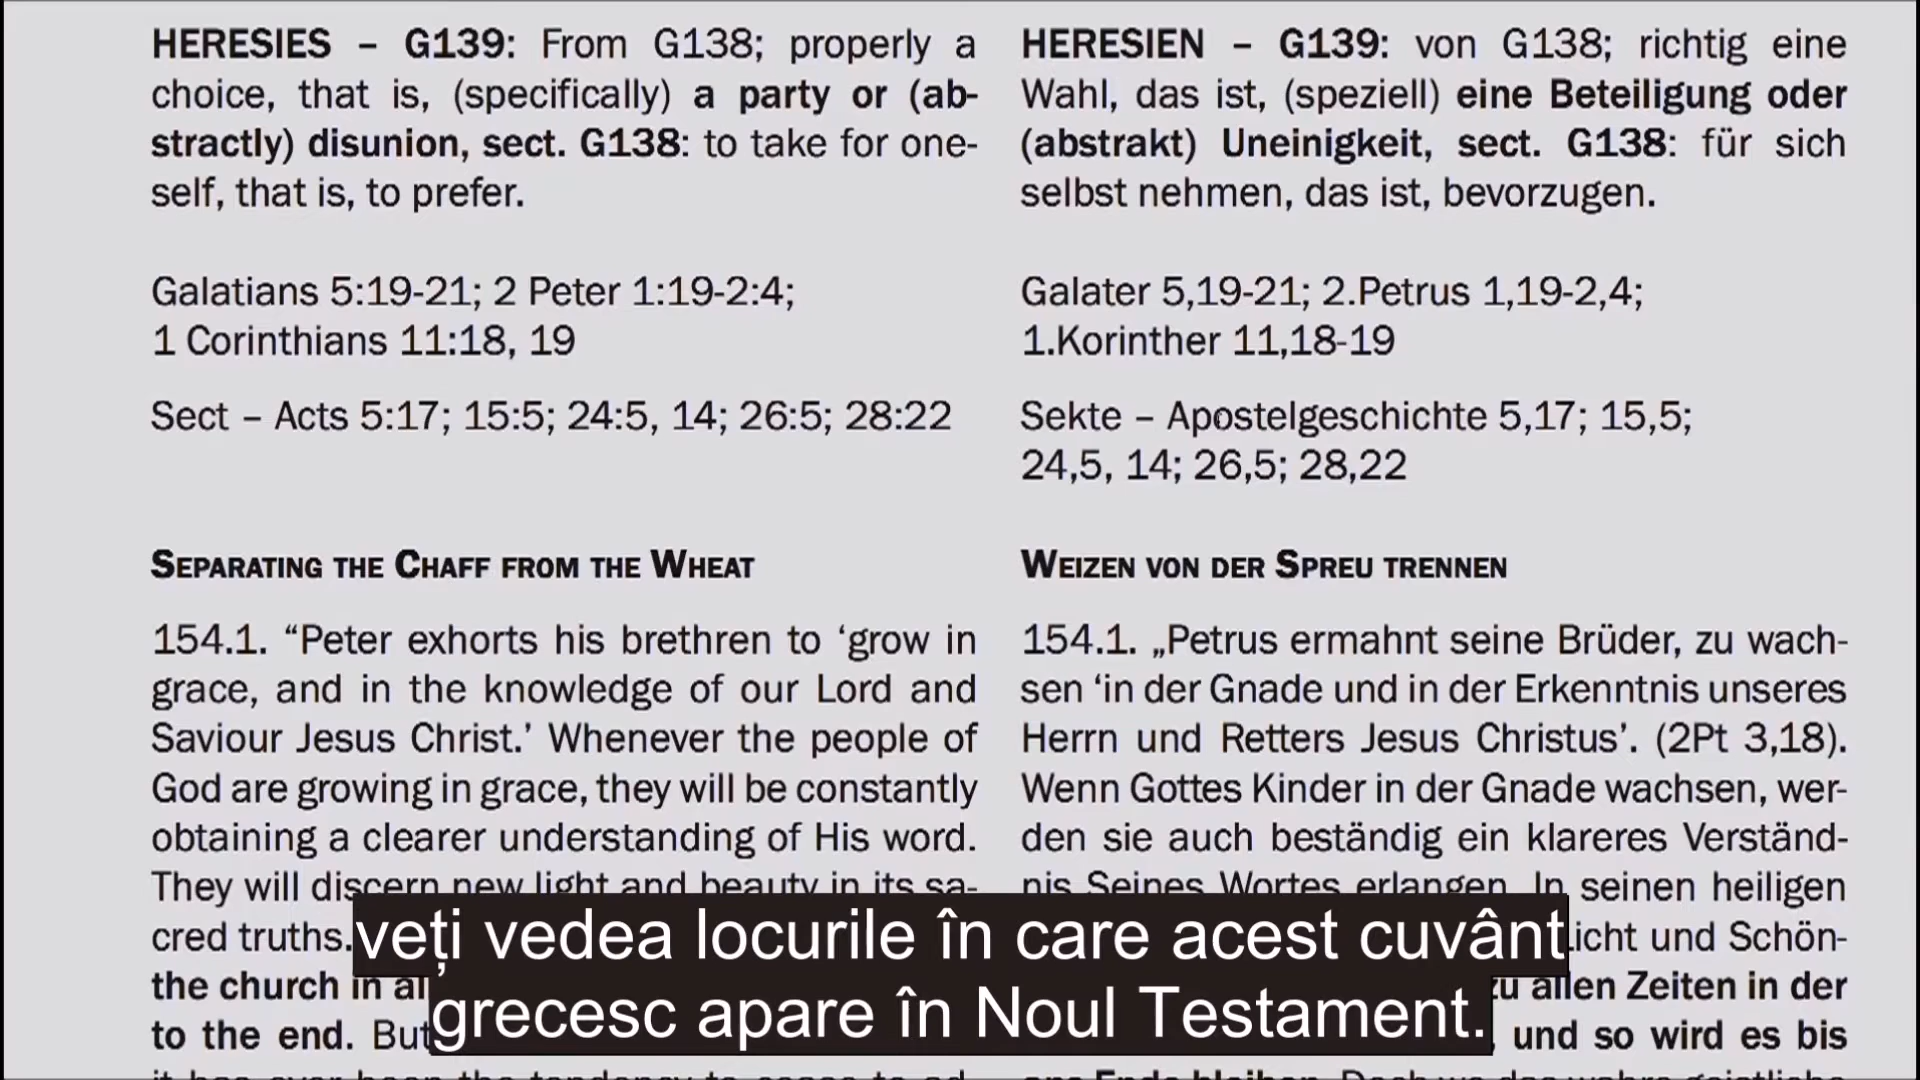 HERESIES – G139: From G138; properly a
choice, that is, (specifically) a party or (ab-
stractly) disunion, sect. G138: to take for one-
self, that is, to prefer.
Galatians 5:19-21; 2 Peter 1:19-2:4;
1 Corinthians 11:18, 19
Sect – Acts 5:17; 15:5; 24:5, 14; 26:5; 28:22
SEPARATING THE CHAFF FROM THE WHEAT
154.1. “Peter exhorts his brethren to ‘grow in
grace, and in the knowledge of our Lord and
Saviour Jesus Christ.’ Whenever the people of
God are growing in grace, they will be constantly
obtaining a clearer understanding of His word.
They will discern new light and beauty in its sa-
cred truths.
the church in
to the end. But
HERESIEN – G139: von G138; richtig eine
Wahl, das ist, (speziell) eine Beteiligung oder
(abstrakt) Uneinigkeit, sect. G138: für sich
selbst nehmen, das ist, bevorzugen.
Galater 5,19-21; 2.Petrus 1,19-2,4;
1.Korinther 11,18-19
Sekte – Apostelgeschichte 5,17; 15,5;
24,5, 14; 26,5; 28,22
WEIZEN VON DER SPREU TRENNEN
154.1. „Petrus ermahnt seine Brüder, zu wach-
sen ‘in der Gnade und in der Erkenntnis unseres
Herrn und Retters Jesus Christus’. (2Pt 3,18).
Wenn Gottes Kinder in der Gnade wachsen, wer-
den sie auch beständig ein klareres Verständ-
nis Seines Wortes erlangen. In seinen heiligen
Licht und Schön-
zu allen Zeiten in der
und so wird es bis
veți vedea locurile în care acest cuvânt
grecesc apare în Noul Testament.